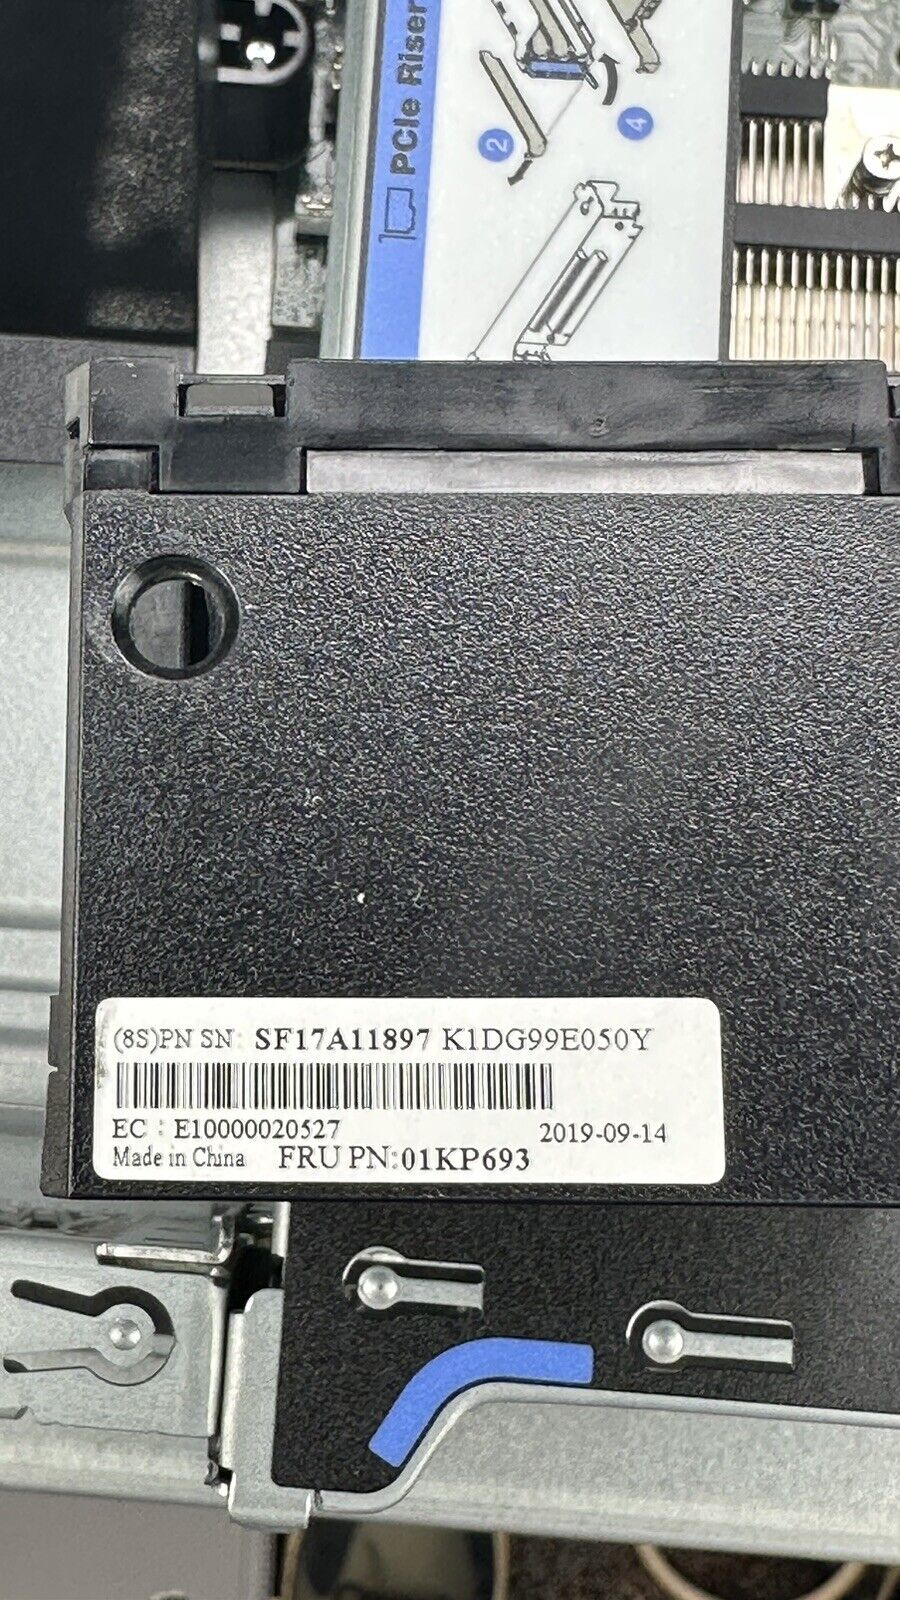 PCIe Riser
2
4
(8S)PN SN: SF17A11897 K1DG99E050Y
EC : E10000020527 2019-09-14
Made in China FRU PN:01KP693